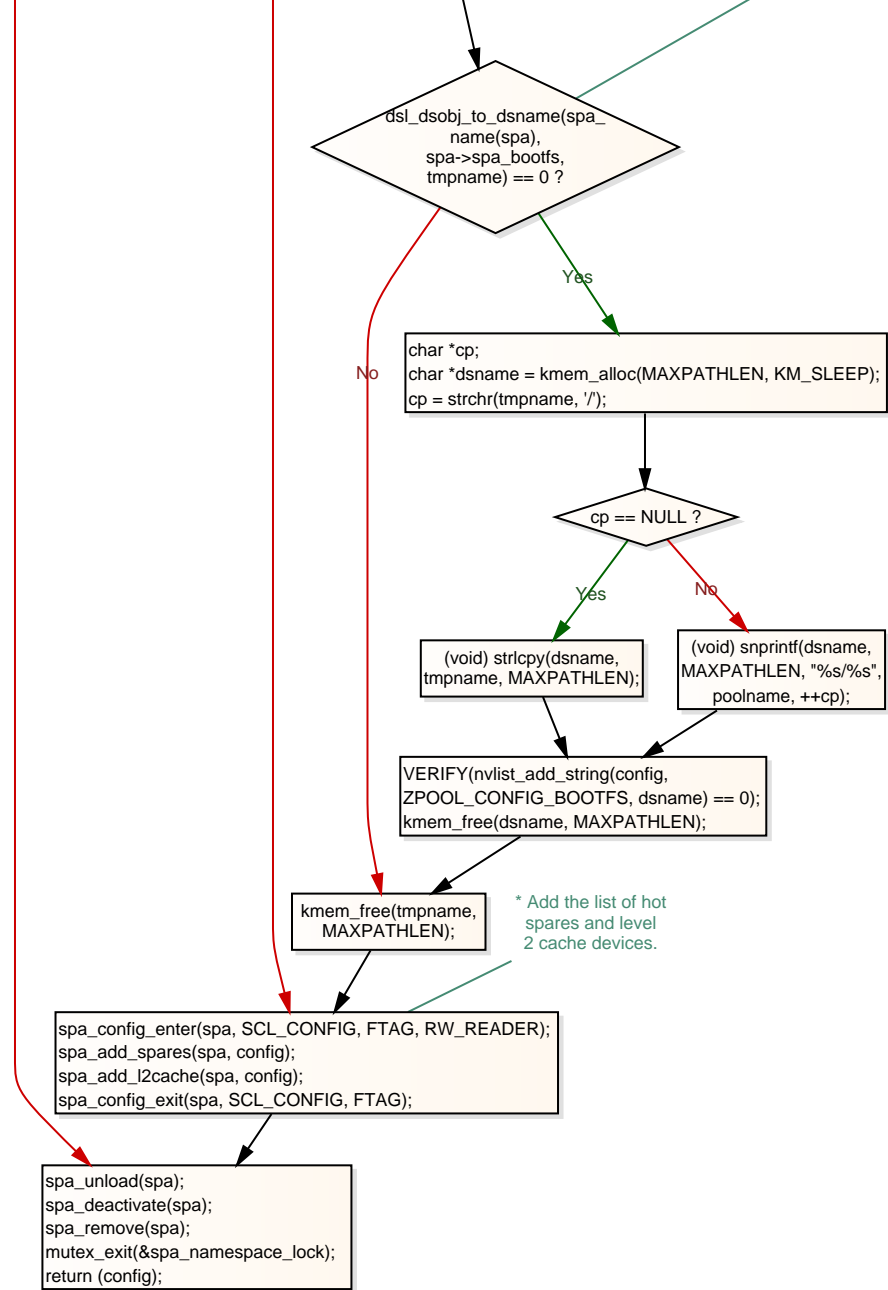 dsl_dsobj_to_dsname(spa_
name(spa),
spa->spa_bootfs,
tmpname) == 0 ?
Yes
char *cp;
char *dsname = kmem_alloc(MAXPATHLEN, KM_SLEEP);
cp = strchr(tmpname, '/');
No
cp == NULL ?
Yes
No
(void) strlcpy(dsname,
tmpname, MAXPATHLEN);
(void) snprintf(dsname,
MAXPATHLEN, "%s/%s",
poolname, ++cp);
VERIFY(nvlist_add_string(config,
ZPOOL_CONFIG_BOOTFS, dsname) == 0);
kmem_free(dsname, MAXPATHLEN);
kmem_free(tmpname,
MAXPATHLEN);
* Add the list of hot
spares and level
2 cache devices.
spa_config_enter(spa, SCL_CONFIG, FTAG, RW_READER);
spa_add_spares(spa, config);
spa_add_l2cache(spa, config);
spa_config_exit(spa, SCL_CONFIG, FTAG);
spa_unload(spa);
spa_deactivate(spa);
spa_remove(spa);
mutex_exit(&spa_namespace_lock);
return (config);